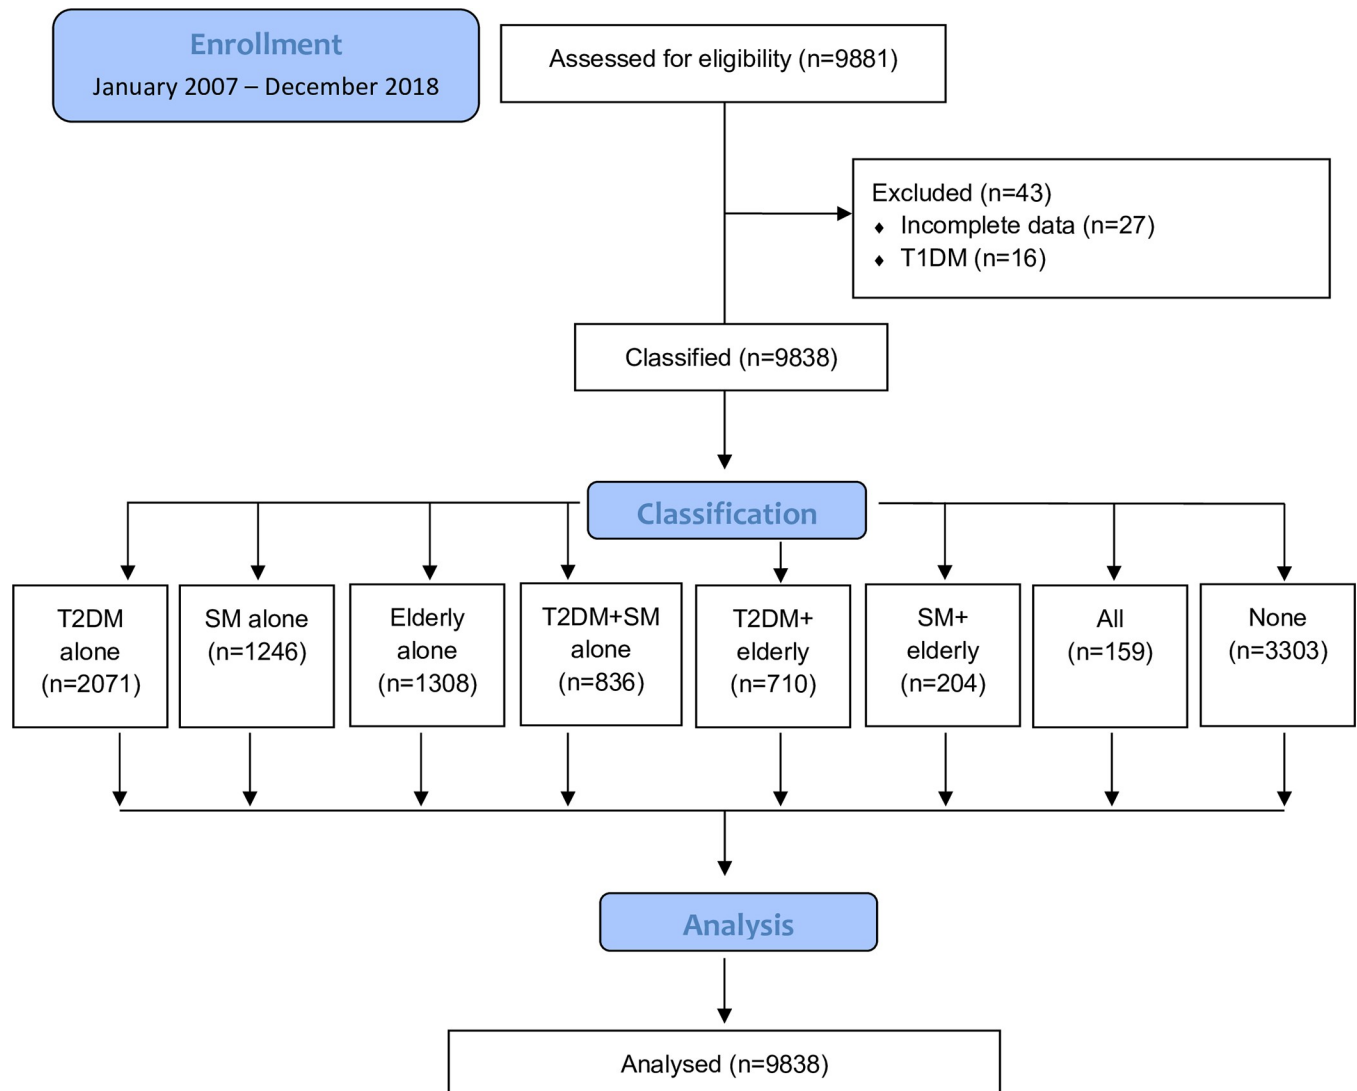 Enrollment
January 2007 – December 2018
Assessed for eligibility (n=9881)
Excluded (n=43)
♦ Incomplete data (n=27)
♦ T1DM (n=16)
Classified (n=9838)
Classification
T2DM
alone
(n=2071)
SM alone
(n=1246)
Elderly
alone
(n=1308)
T2DM+SM
alone
(n=836)
T2DM+
elderly
(n=710)
SM+
elderly
(n=204)
All
(n=159)
None
(n=3303)
Analysis
Analysed (n=9838)